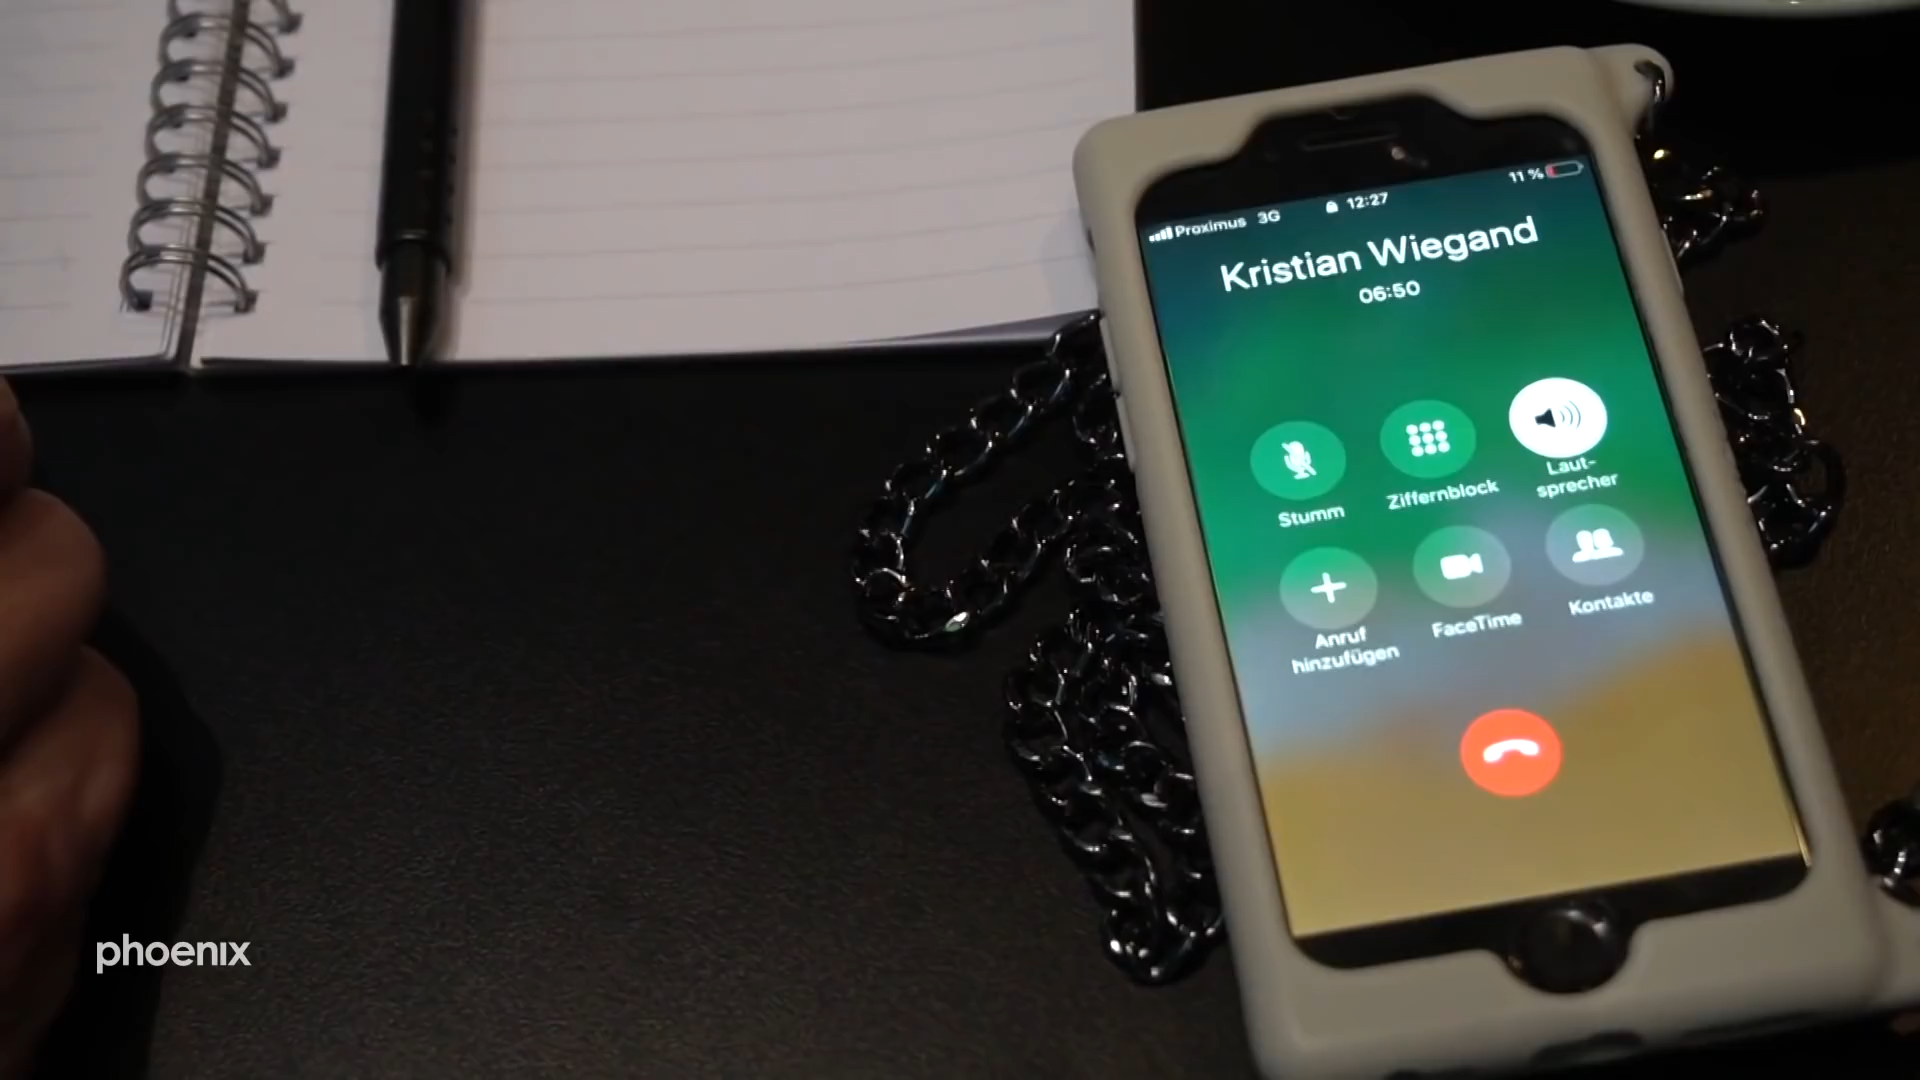 Proximus 3G 12:27 11 %
Kristian Wiegand
06:50
Stumm
Ziffernblock
Laut-
sprecher
Anruf
hinzufügen
FaceTime
Kontakte
phoenix